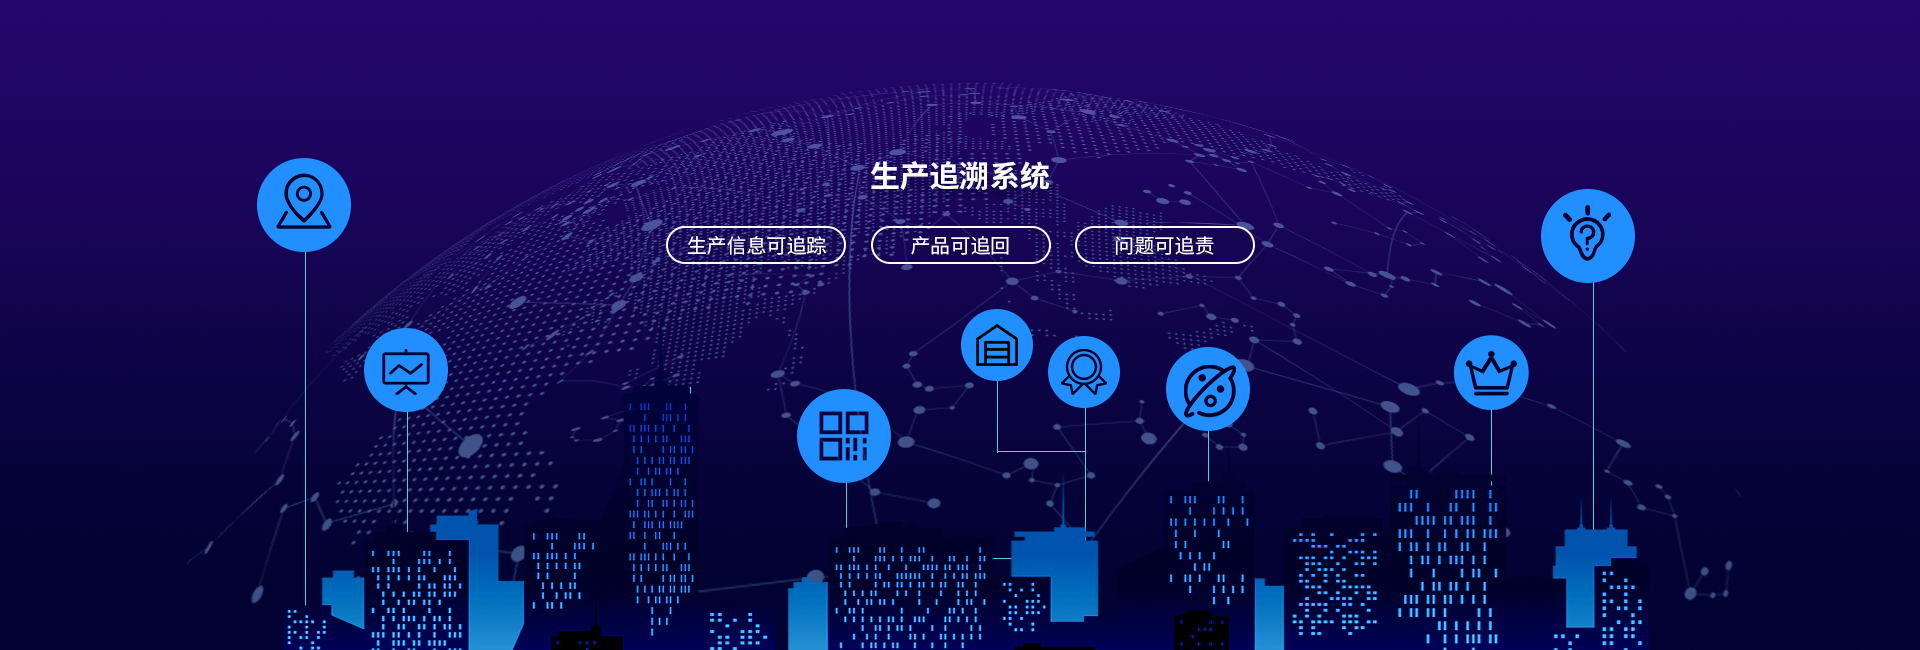 生产追溯系统
生产信息可追踪
产品可追回
问题可追责